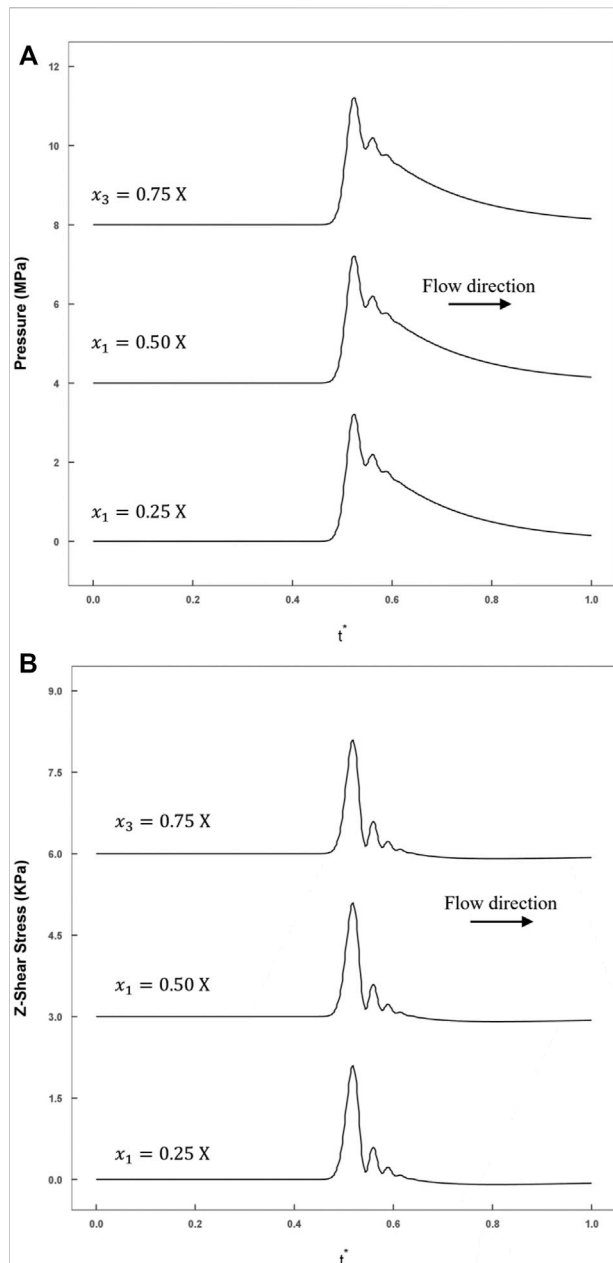 A
12
10
x₃ = 0.75 X
8
Flow direction
6
Pressure (MPa)
x₁ = 0.50 X
4
2
x₁ = 0.25 X
0
0.0 0.2 0.4 0.6 0.8 1.0
t*
B
9.0
7.5
x₃ = 0.75 X
6.0
Flow direction
4.5
Z-Shear Stress (KPa)
x₁ = 0.50 X
3.0
1.5
x₁ = 0.25 X
0.0
0.0 0.2 0.4 0.6 0.8 1.0
t*